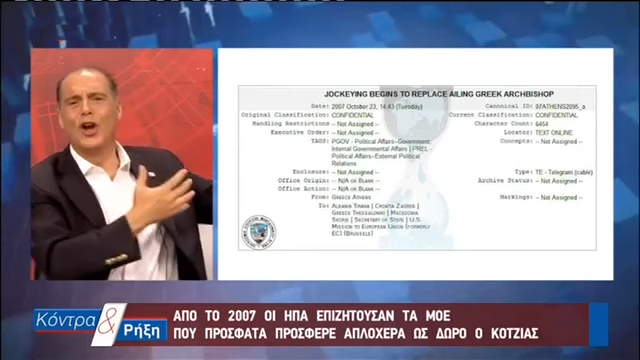 JOCKEYING BEGINS TO REPLACE AILING GREEK ARCHBISHOP
Date: 2007 October 23, 14:43 (Tuesday) Canonical ID: 07ATHENS2095_a
Original Classification: CONFIDENTIAL Current Classification: CONFIDENTIAL
Handling Restrictions -- Not Assigned -- Character Count: 6454
Executive Order: -- Not Assigned -- Locator: TEXT ONLINE
TAGS: PGOV - Political Affairs--Government; Concepts: -- Not Assigned --
Internal Governmental Affairs | PREL -
Political Affairs--External Political
Relations
Enclosure: -- Not Assigned -- Type: TE - Telegram (cable)
Office Origin: -- N/A or Blank -- Archive Status: -- Not Assigned --
Office Action: -- N/A or Blank --
From: Greece Athens Markings: -- Not Assigned --
To: Albania Tirana | Croatia Zagreb |
Greece Thessaloniki | Macedonia
Skopje | Secretary of State | U.S.
Mission to European Union (formerly
EC) (Brussels)
Κόντρα & Ρήξη
ΑΠΟ ΤΟ 2007 ΟΙ ΗΠΑ ΕΠΙΖΗΤΟΥΣΑΝ ΤΑ ΜΟΕ
ΠΟΥ ΠΡΟΣΦΑΤΑ ΠΡΟΣΦΕΡΕ ΑΠΛΟΧΕΡΑ ΩΣ ΔΩΡΟ Ο ΚΟΤΖΙΑΣ